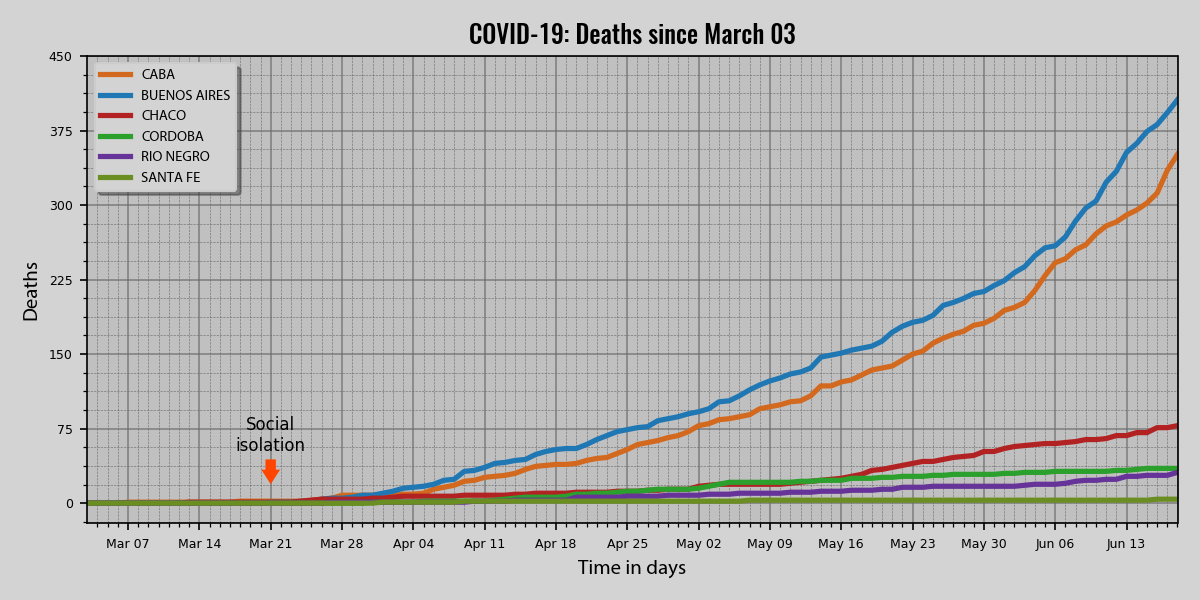 COVID-19: Deaths since March 03
450
375
300
225
150
75
0
Deaths
CABA
BUENOS AIRES
CHACO
CORDOBA
RIO NEGRO
SANTA FE
Social
isolation
Mar 07 Mar 14 Mar 21 Mar 28 Apr 04 Apr 11 Apr 18 Apr 25 May 02 May 09 May 16 May 23 May 30 Jun 06 Jun 13
Time in days